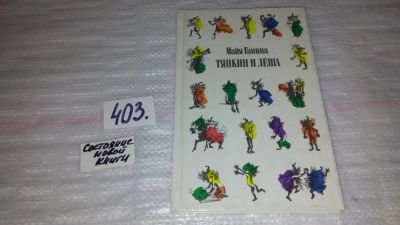 Майя Ганина
ТЯПКИН И ЛЁША
403.
Состояние
новой
книги